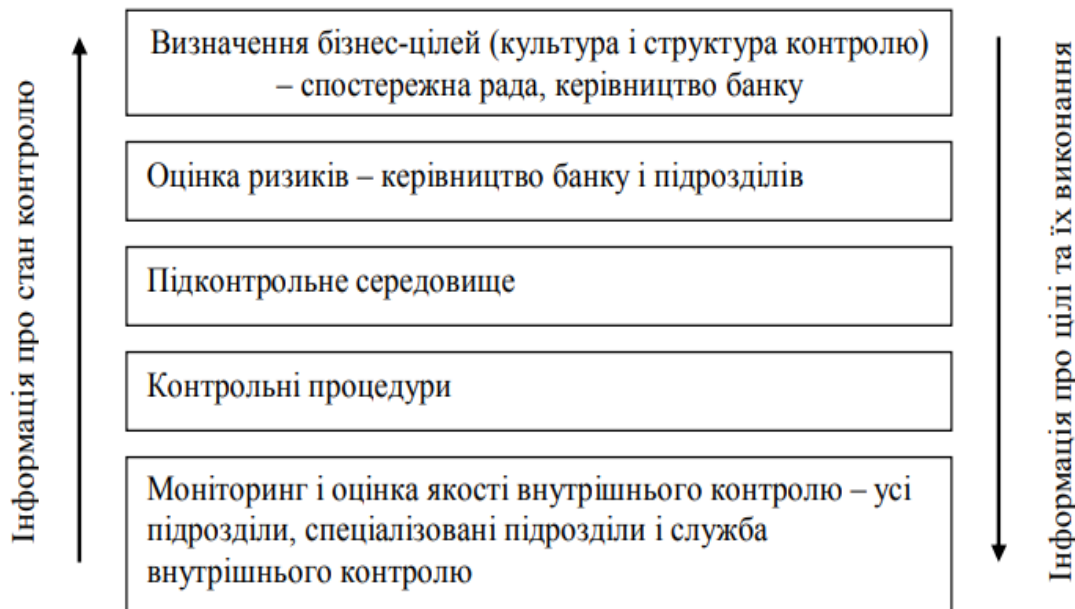 Інформація про стан контролю
Визначення бізнес-цілей (культура і структура контролю)
– спостережна рада, керівництво банку
Оцінка ризиків – керівництво банку і підрозділів
Підконтрольне середовище
Контрольні процедури
Моніторинг і оцінка якості внутрішнього контролю – усі
підрозділи, спеціалізовані підрозділи і служба
внутрішнього контролю
Інформація про цілі та їх виконання